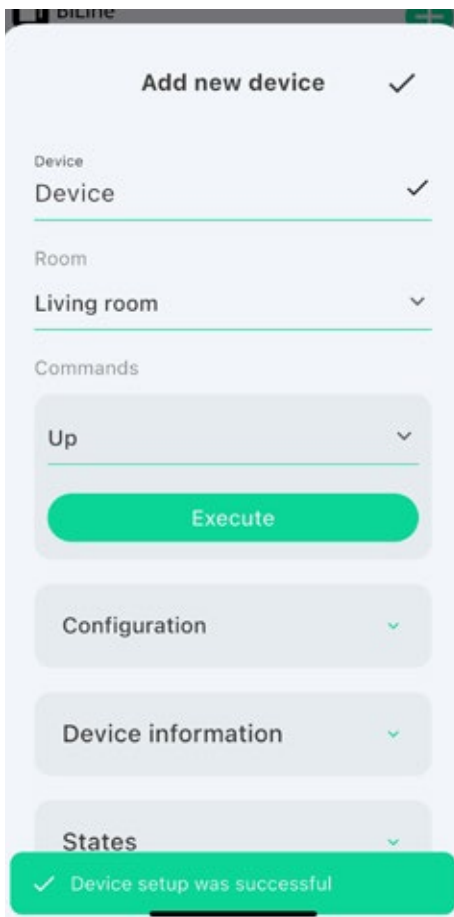 BiLine
Add new device
Device
Device
Room
Living room
Commands
Up
Execute
Configuration
Device information
States
Device setup was successful